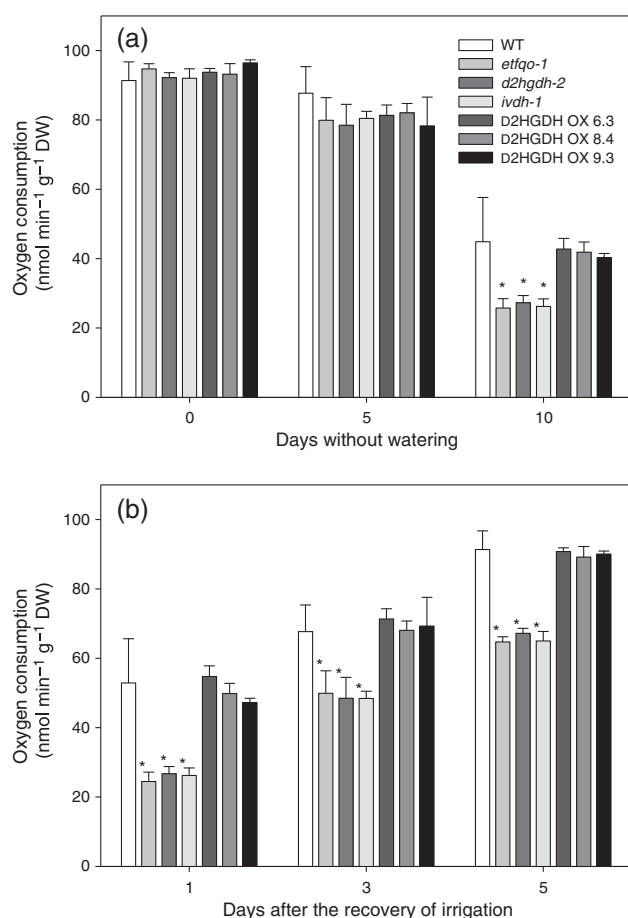 (a)
WT
etfqo-1
d2hgdh-2
ivdh-1
D2HGDH OX 6.3
D2HGDH OX 8.4
D2HGDH OX 9.3
Oxygen consumption
(nmol min⁻¹ g⁻¹ DW)
100
80
60
40
20
0
* * *
0 5 10
Days without watering
(b)
Oxygen consumption
(nmol min⁻¹ g⁻¹ DW)
100
80
60
40
20
0
* * * * * * * * *
1 3 5
Days after the recovery of irrigation